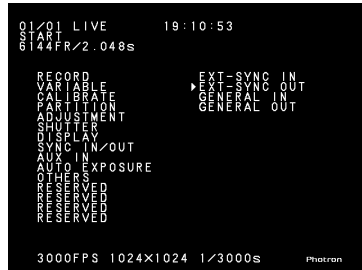 01/01 LIVE 19:10:53
START
6144FR/2.048s
RECORD EXT-SYNC IN
VARIABLE ▶EXT-SYNC OUT
CALIBRATE GENERAL IN
PARTITION GENERAL OUT
ADJUSTMENT
SHUTTER
DISPLAY
SYNC IN/OUT
AUX IN
AUTO EXPOSURE
OTHERS
RESERVED
RESERVED
RESERVED
RESERVED
3000FPS 1024×1024 1/3000s Photron